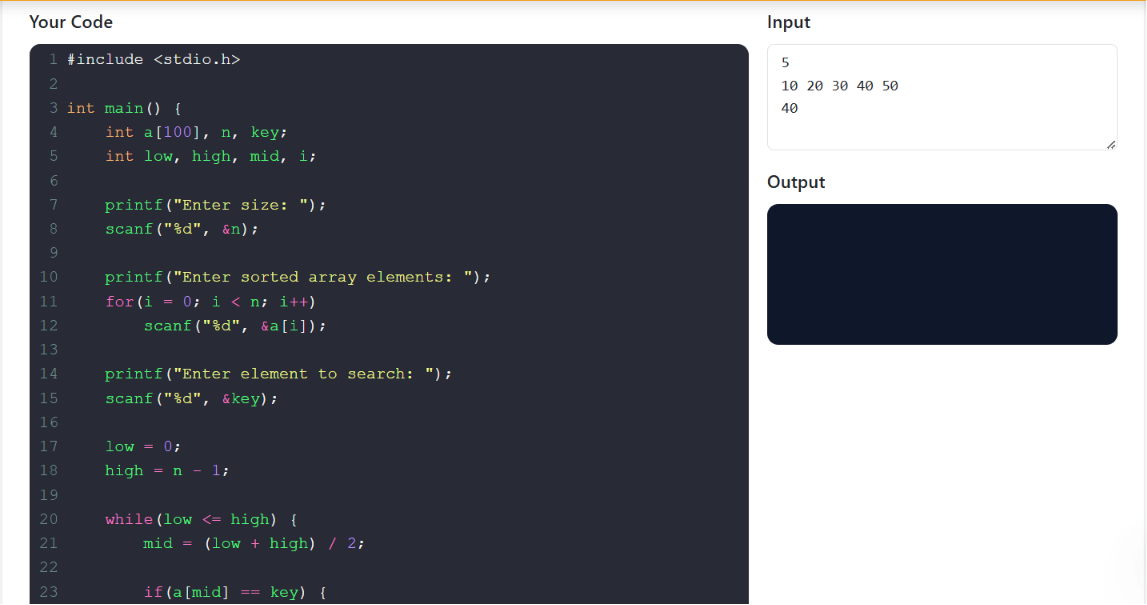 Your Code
1 #include <stdio.h>
2
3 int main() {
4     int a[100], n, key;
5     int low, high, mid, i;
6
7     printf("Enter size: ");
8     scanf("%d", &n);
9
10     printf("Enter sorted array elements: ");
11     for(i = 0; i < n; i++)
12         scanf("%d", &a[i]);
13
14     printf("Enter element to search: ");
15     scanf("%d", &key);
16
17     low = 0;
18     high = n - 1;
19
20     while(low <= high) {
21         mid = (low + high) / 2;
22
23         if(a[mid] == key) {
Input
5
10 20 30 40 50
40
Output